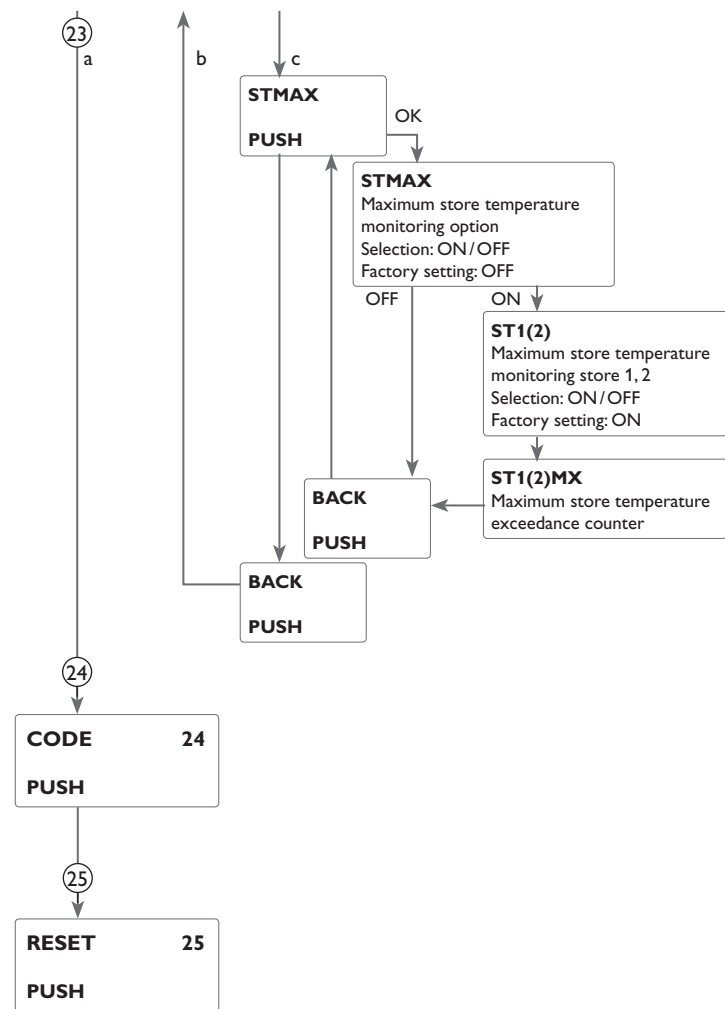 23
a
b
c
STMAX
PUSH
OK
STMAX
Maximum store temperature
monitoring option
Selection: ON / OFF
Factory setting: OFF
OFF
ON
ST1(2)
Maximum store temperature
monitoring store 1, 2
Selection: ON / OFF
Factory setting: ON
ST1(2)MX
Maximum store temperature
exceedance counter
BACK
PUSH
BACK
PUSH
24
CODE 24
PUSH
25
RESET 25
PUSH